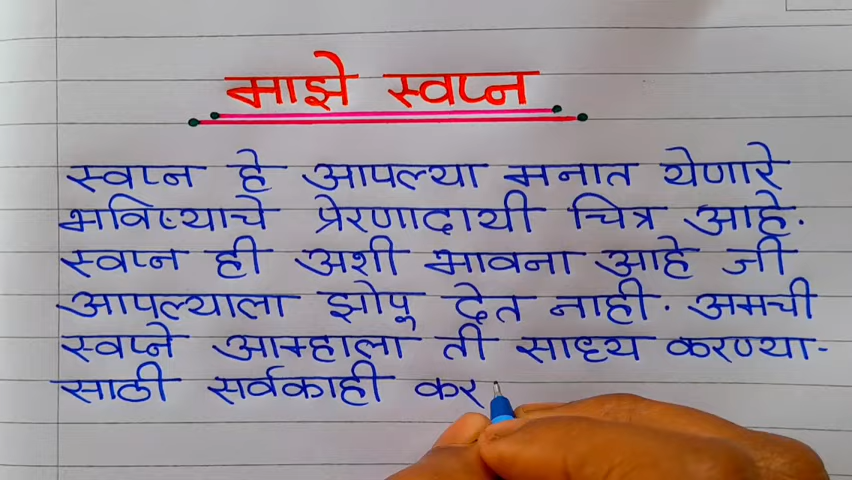 माझे स्वप्न
स्वप्न हे आपल्या मनात येणारे
भविष्याचे प्रेरणादायी चित्र आहे.
स्वप्न ही अशी भावना आहे जी
आपल्याला झोपू देत नाही. अमची
स्वप्ने आम्हाला ती साध्य करण्या-
साठी सर्वकाही कर